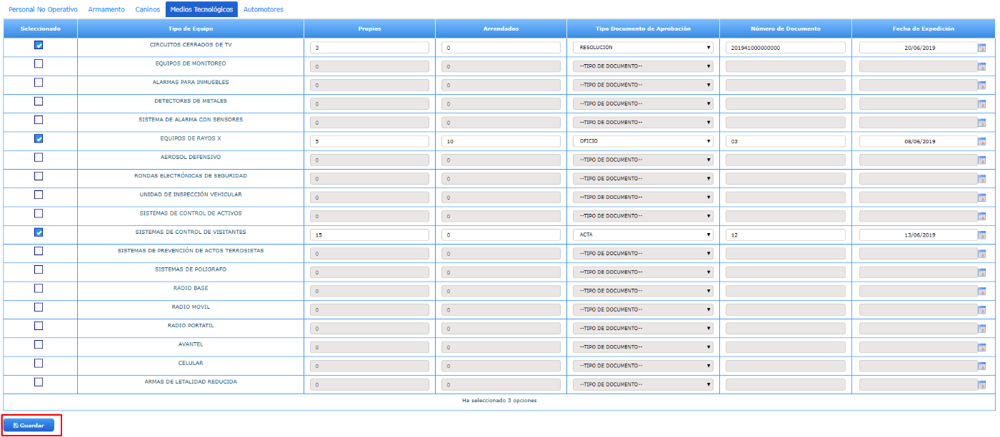 Personal No Operativo Armamento Caninos Medios Tecnológicos Automotores
Seleccionado Tipo de Equipo Propios Arrendados Tipo Documento de Aprobación Número de Documento Fecha de Expedición
CIRCUITOS CERRADOS DE TV 3 0 RESOLUCIÓN 201941000000000 20/06/2019
EQUIPOS DE MONITOREO 0 0 --TIPO DE DOCUMENTO--
ALARMAS PARA INMUEBLES 0 0 --TIPO DE DOCUMENTO--
DETECTORES DE METALES 0 0 --TIPO DE DOCUMENTO--
SISTEMA DE ALARMA CON SENSORES 0 0 --TIPO DE DOCUMENTO--
EQUIPOS DE RAYOS X 5 10 OFICIO 03 08/06/2019
AEROSOL DEFENSIVO 0 0 --TIPO DE DOCUMENTO--
RONDAS ELECTRÓNICAS DE SEGURIDAD 0 0 --TIPO DE DOCUMENTO--
UNIDAD DE INSPECCIÓN VEHICULAR 0 0 --TIPO DE DOCUMENTO--
SISTEMAS DE CONTROL DE ACTIVOS 0 0 --TIPO DE DOCUMENTO--
SISTEMAS DE CONTROL DE VISITANTES 15 0 ACTA 12 13/06/2019
SISTEMAS DE PREVENCIÓN DE ACTOS TERROSISTAS 0 0 --TIPO DE DOCUMENTO--
SISTEMAS DE POLIGRAFO 0 0 --TIPO DE DOCUMENTO--
RADIO BASE 0 0 --TIPO DE DOCUMENTO--
RADIO MOVIL 0 0 --TIPO DE DOCUMENTO--
RADIO PORTATIL 0 0 --TIPO DE DOCUMENTO--
AVANTEL 0 0 --TIPO DE DOCUMENTO--
CELULAR 0 0 --TIPO DE DOCUMENTO--
ARMAS DE LETALIDAD REDUCIDA 0 0 --TIPO DE DOCUMENTO--
Ha seleccionado 3 opciones
Guardar